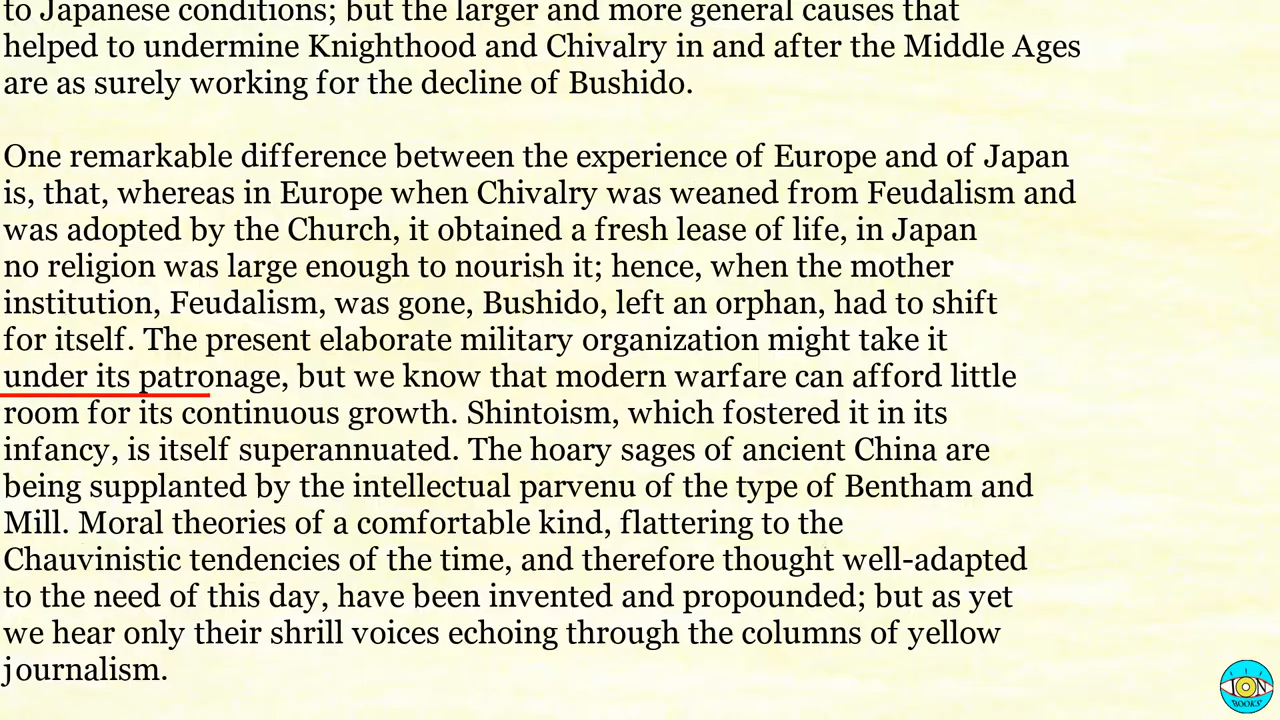 to Japanese conditions; but the larger and more general causes that
helped to undermine Knighthood and Chivalry in and after the Middle Ages
are as surely working for the decline of Bushido.
One remarkable difference between the experience of Europe and of Japan
is, that, whereas in Europe when Chivalry was weaned from Feudalism and
was adopted by the Church, it obtained a fresh lease of life, in Japan
no religion was large enough to nourish it; hence, when the mother
institution, Feudalism, was gone, Bushido, left an orphan, had to shift
for itself. The present elaborate military organization might take it
under its patronage, but we know that modern warfare can afford little
room for its continuous growth. Shintoism, which fostered it in its
infancy, is itself superannuated. The hoary sages of ancient China are
being supplanted by the intellectual parvenu of the type of Bentham and
Mill. Moral theories of a comfortable kind, flattering to the
Chauvinistic tendencies of the time, and therefore thought well-adapted
to the need of this day, have been invented and propounded; but as yet
we hear only their shrill voices echoing through the columns of yellow
journalism.
ION
BOOKS